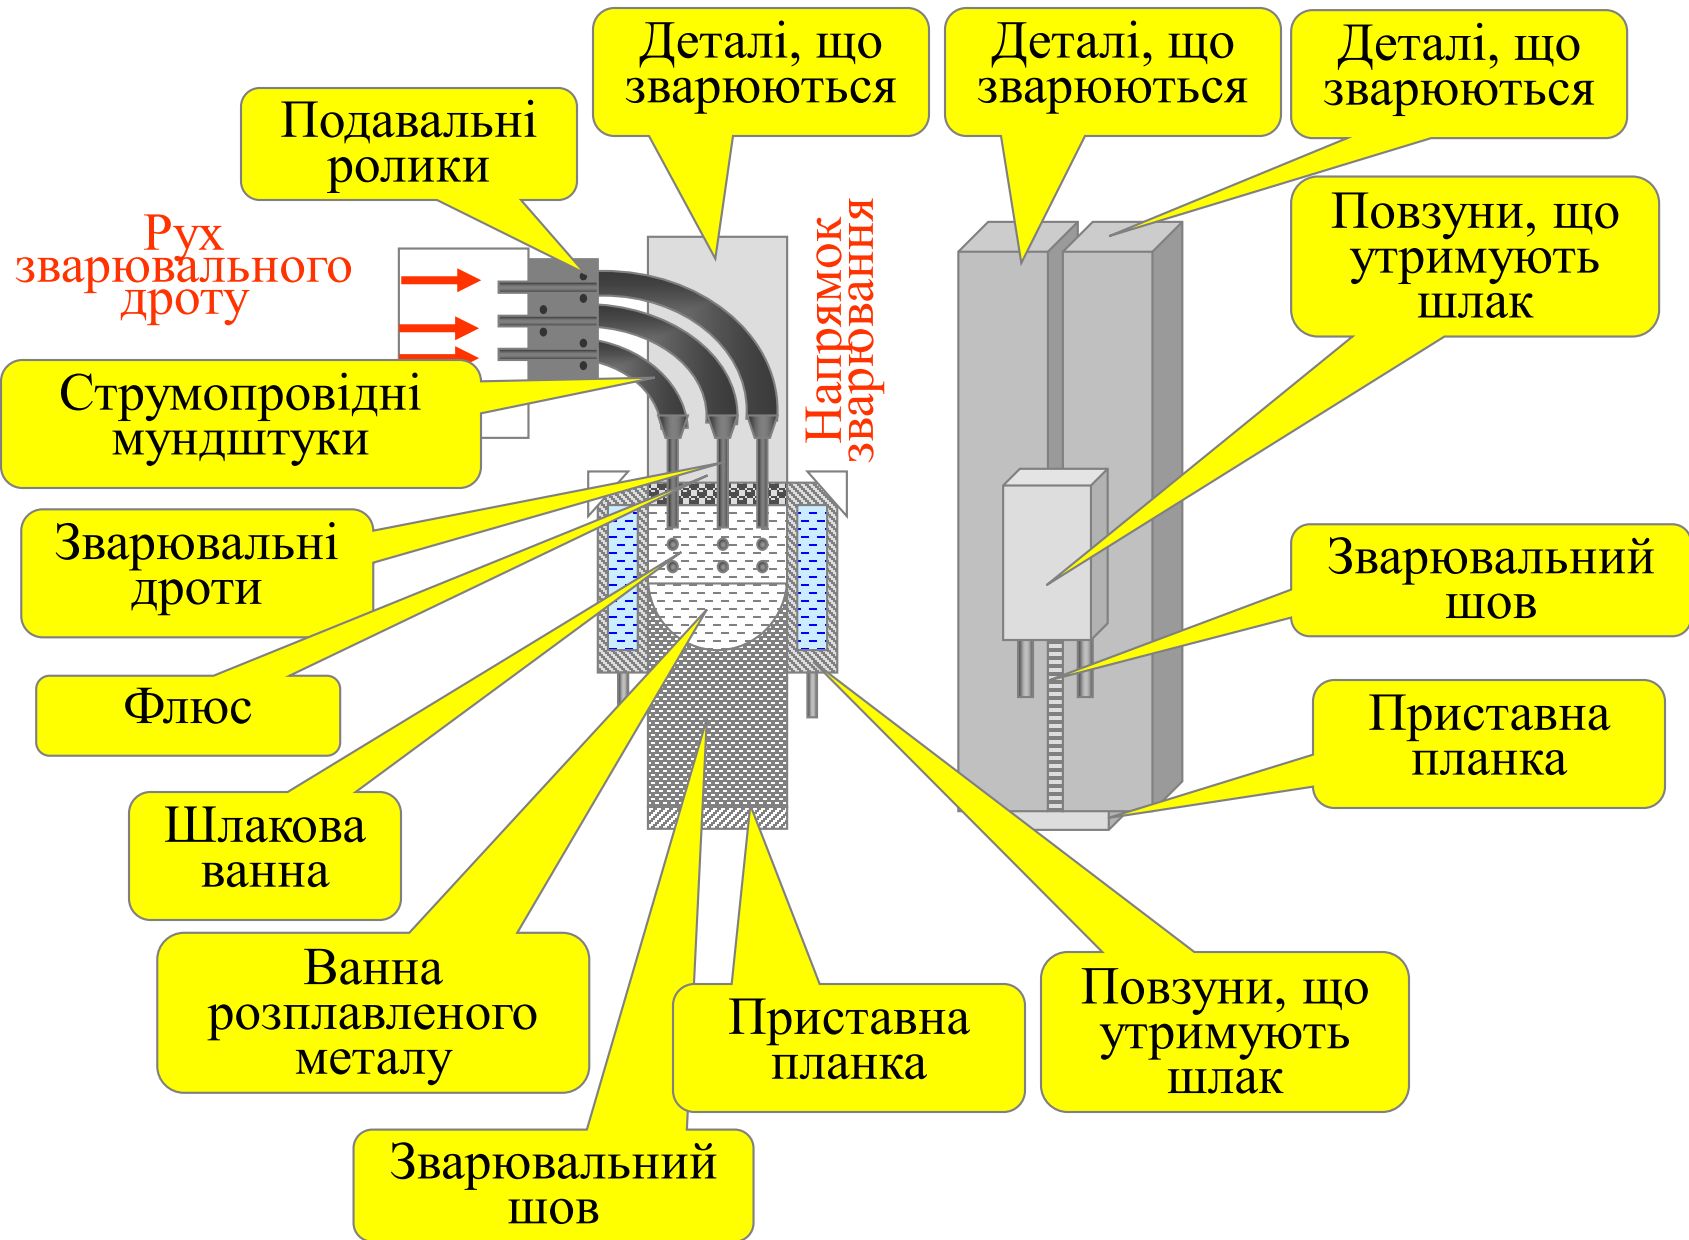 Деталі, що
зварюються
Деталі, що
зварюються
Деталі, що
зварюються
Подавальні
ролики
Рух
зварювального
дроту
Напрямок
зварювання
Повзуни, що
утримують
шлак
Струмопровідні
мундштуки
Зварювальні
дроти
Зварювальний
шов
Флюс
Приставна
планка
Шлакова
ванна
Ванна
розплавленого
металу
Приставна
планка
Повзуни, що
утримують
шлак
Зварювальний
шов